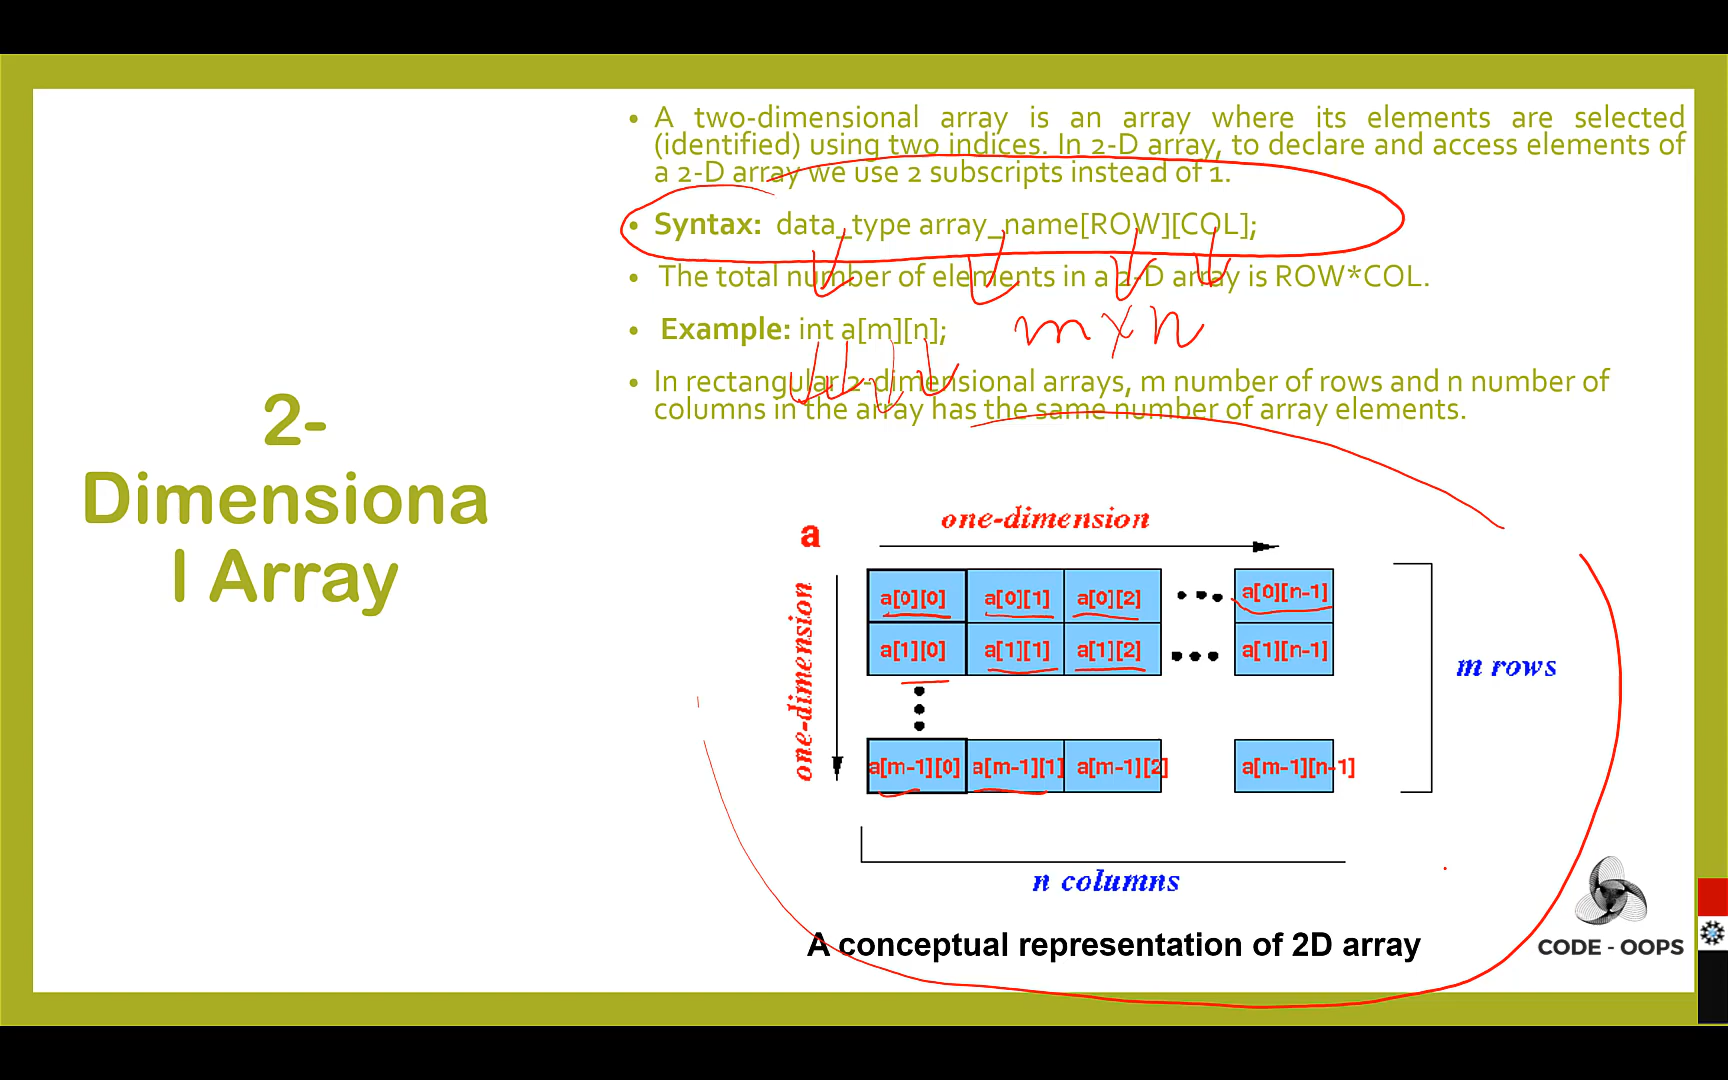 2-
Dimensiona
l Array
• A two-dimensional array is an array where its elements are selected
(identified) using two indices. In 2-D array, to declare and access elements of
a 2-D array we use 2 subscripts instead of 1.
• Syntax: data_type array_name[ROW][COL];
• The total number of elements in a 2-D array is ROW*COL.
• Example: int a[m][n]; m x n
• In rectangular 2-dimensional arrays, m number of rows and n number of
columns in the array has the same number of array elements.
a one-dimension
one-dimension
a[0][0] a[0][1] a[0][2] ••• a[0][n-1]
a[1][0] a[1][1] a[1][2] ••• a[1][n-1]
m rows
a[m-1][0] a[m-1][1] a[m-1][2] a[m-1][n-1]
n columns
A conceptual representation of 2D array
CODE - OOPS